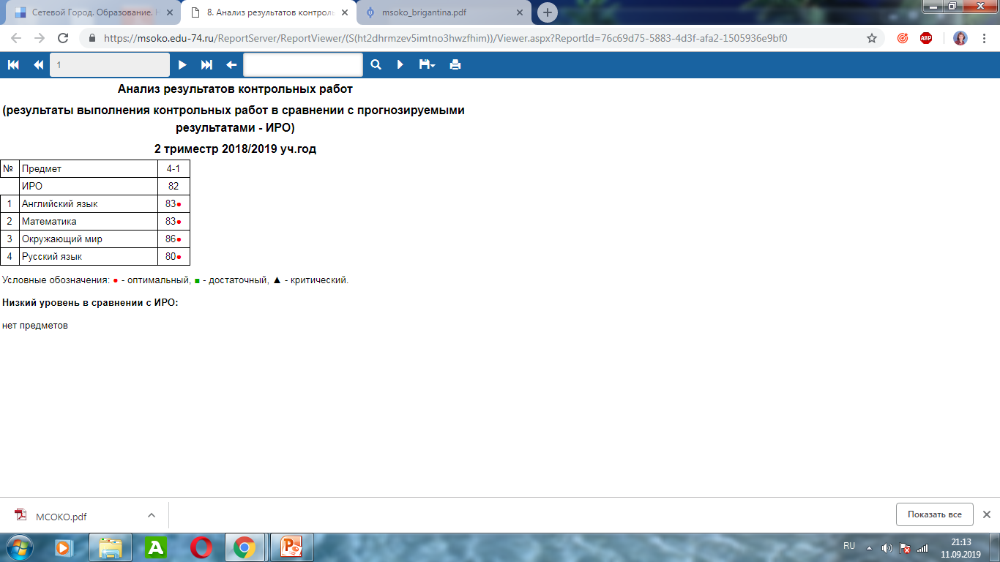 Сетевой Город. Образование. Н
8. Анализ результатов контроль
msoko_brigantina.pdf
https://msoko.edu-74.ru/ReportServer/ReportViewer/(S(ht2dhrmzev5imtno3hwzfhim))/Viewer.aspx?ReportId=76c69d75-5883-4d3f-afa2-1505936e9bf0
ABP
1
Анализ результатов контрольных работ
(результаты выполнения контрольных работ в сравнении с прогнозируемыми
результатами - ИРО)
2 триместр 2018/2019 уч.год
№ Предмет 4-1
ИРО 82
1 Английский язык 83●
2 Математика 83●
3 Окружающий мир 86●
4 Русский язык 80●
Условные обозначения: ● - оптимальный, ■ - достаточный, ▲ - критический.
Низкий уровень в сравнении с ИРО:
нет предметов
МСОКО.pdf
Показать все
RU
21:13
11.09.2019